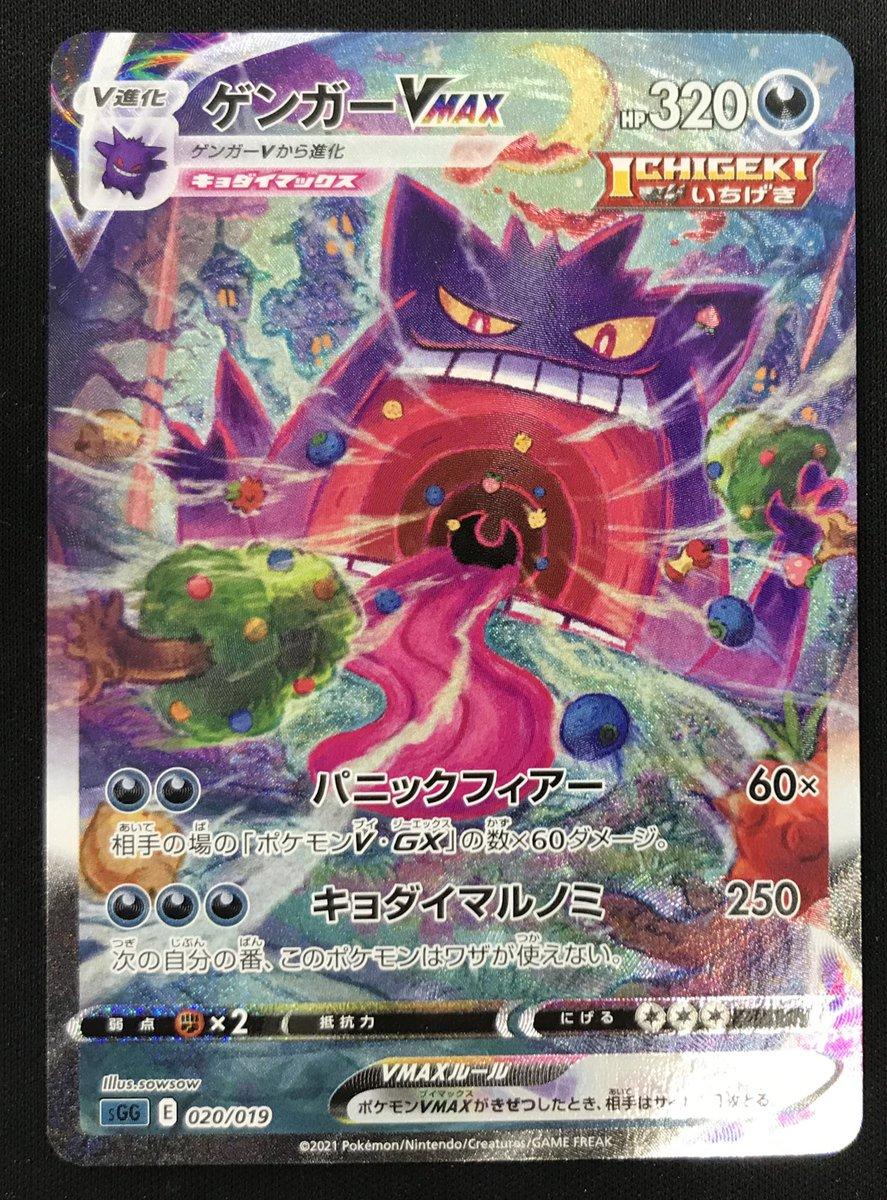 V進化
ゲンガーVMAX
HP320
ゲンガーVから進化
キョダイマックス
ICHIGEKI
いちげき
パニックフィアー 60×
相手の場の「ポケモンV・GX」の数×60ダメージ。
キョダイマルノミ 250
次の自分の番、このポケモンはワザが使えない。
弱点 ×2 抵抗力 にげる
VMAXルール
ポケモンVMAXがきぜつしたとき、相手はサ
とる
Illus.sowsow
sGG E 020/019
©2021 Pokémon/Nintendo/Creatures/GAME FREAK